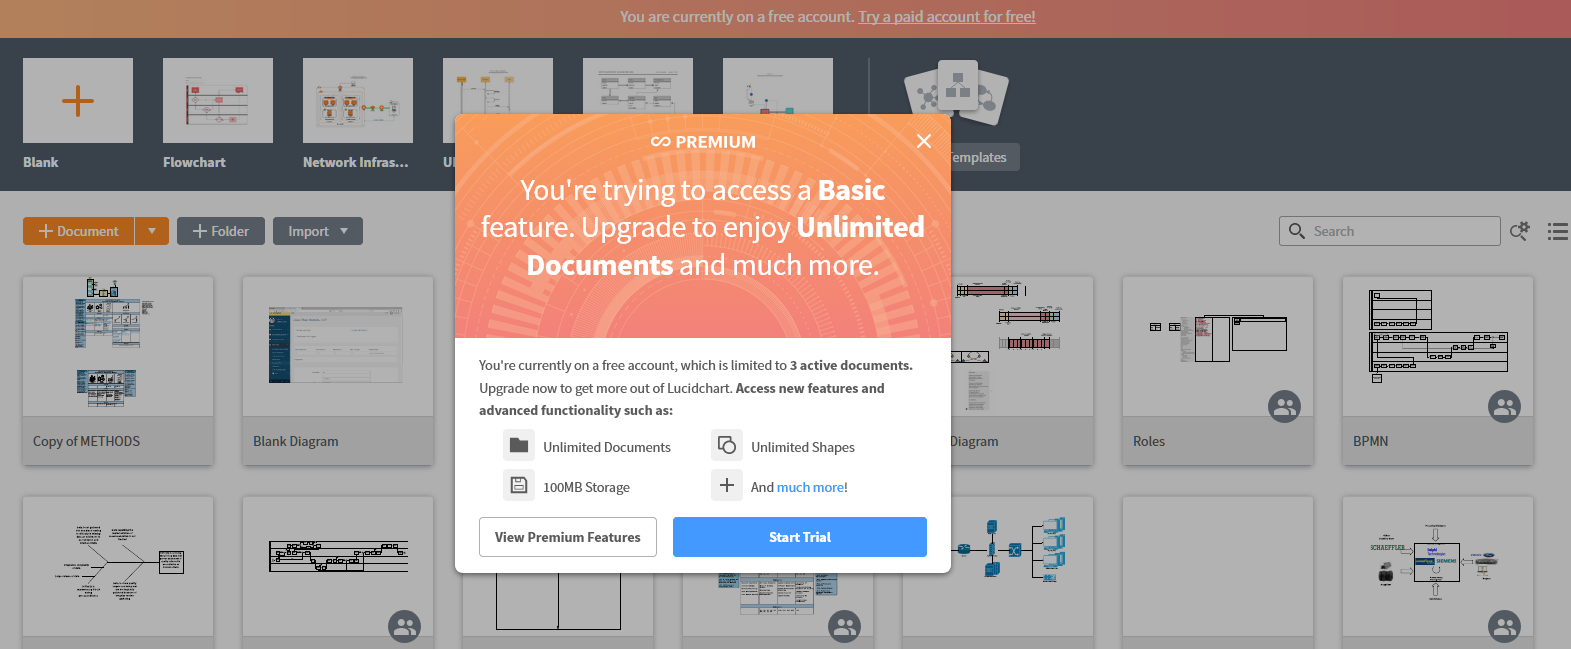 You are currently on a free account. Try a paid account for free!
Blank
Flowchart
Network Infras...
Templates
PREMIUM
You're trying to access a Basic
feature. Upgrade to enjoy Unlimited
Documents and much more.
+ Document
+ Folder
Import
Search
You're currently on a free account, which is limited to 3 active documents.
Upgrade now to get more out of Lucidchart. Access new features and
advanced functionality such as:
Unlimited Documents
Unlimited Shapes
100MB Storage
And much more!
View Premium Features
Start Trial
Copy of METHODS
Blank Diagram
Diagram
Roles
BPMN
SCHAEFFLER
SIEMENS